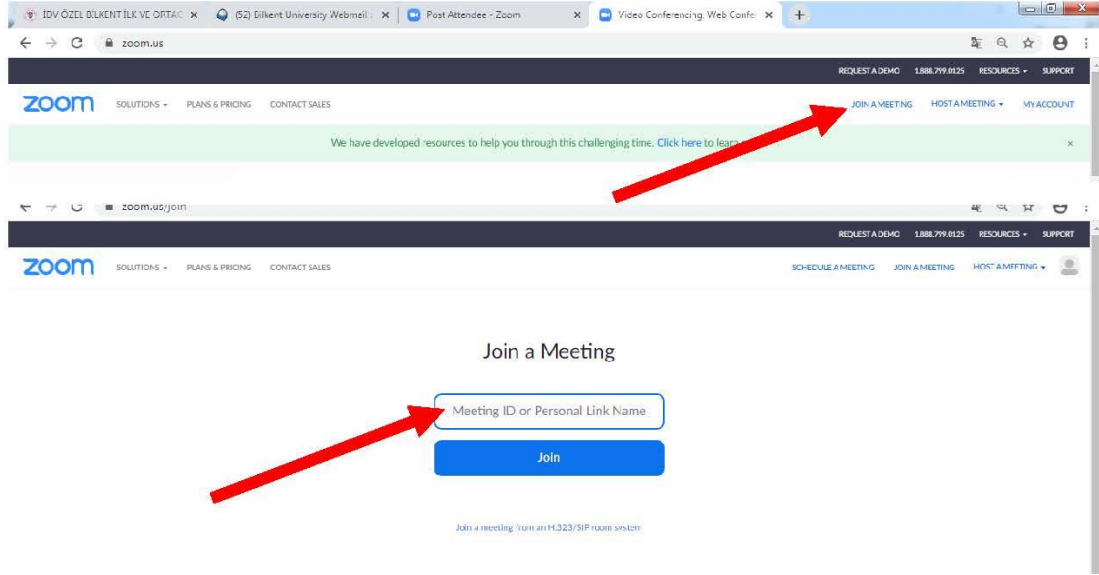 İDV ÖZEL BİLKENT İLK VE ORTAC (52) Bilkent University Webmail : Post Attendee - Zoom Video Conferencing, Web Confe
zoom.us
REQUEST A DEMO 1.888.799.0125 RESOURCES SUPPORT
zoom SOLUTIONS PLANS & PRICING CONTACT SALES JOIN A MEETING HOST A MEETING MY ACCOUNT
We have developed resources to help you through this challenging time. Click here to learn
zoom.us/join
REQUEST A DEMO 1.888.799.0125 RESOURCES SUPPORT
zoom SOLUTIONS PLANS & PRICING CONTACT SALES SCHEDULE A MEETING JOIN A MEETING HOST A MEETING
Join a Meeting
Meeting ID or Personal Link Name
Join
Join a meeting from an H.323/SIP room system